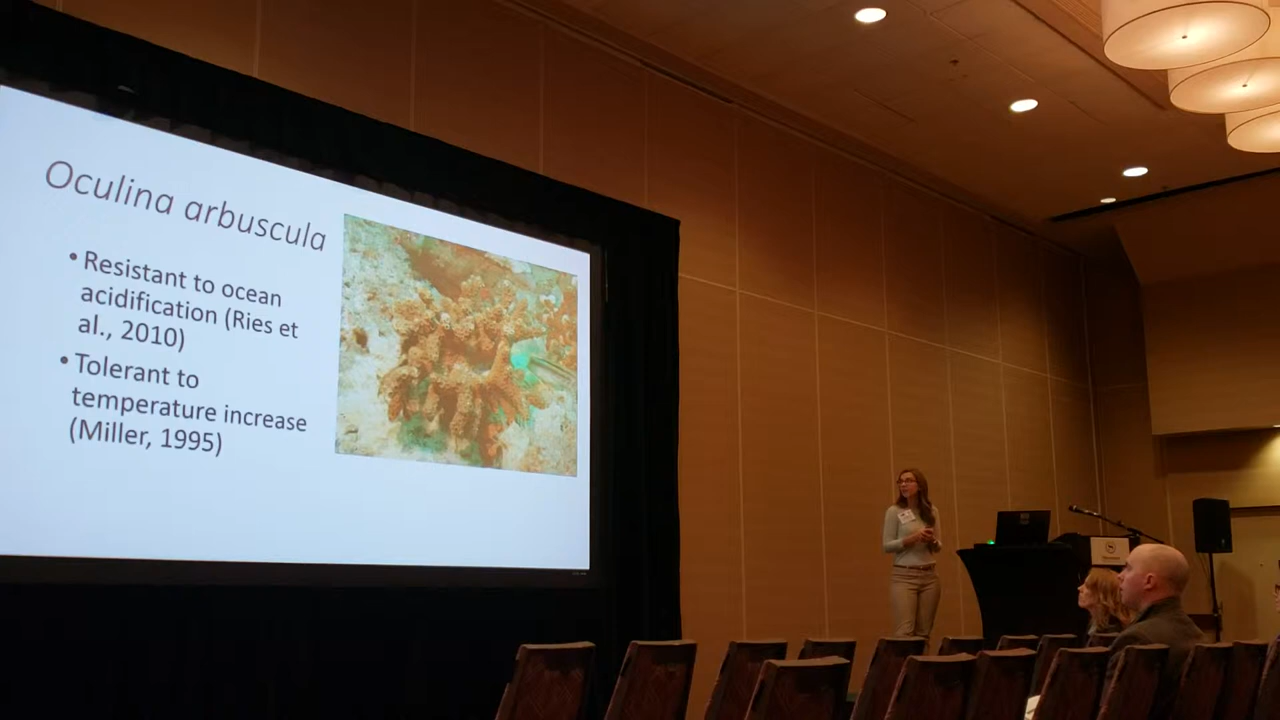 Oculina arbuscula
• Resistant to ocean
acidification (Ries et
al., 2010)
• Tolerant to
temperature increase
(Miller, 1995)